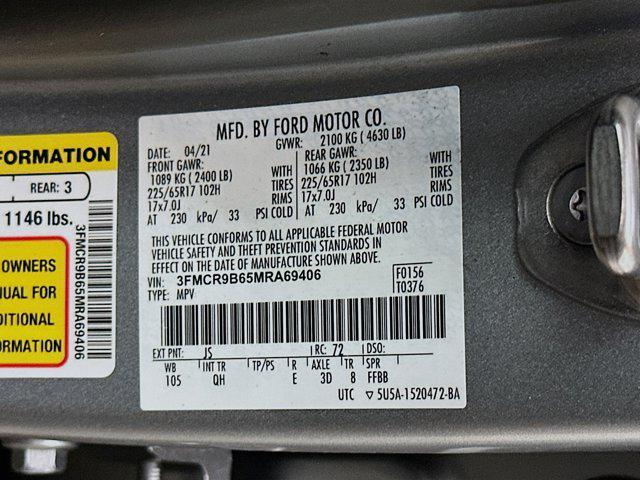 FORMATION
REAR: 3
1146 lbs.
OWNERS
NUAL FOR
DITIONAL
ORMATION
3FMCR9B65MRA69406
MFD. BY FORD MOTOR CO.
DATE: 04/21 GVWR: 2100 KG ( 4630 LB)
FRONT GAWR: REAR GAWR:
1089 KG ( 2400 LB) WITH 1066 KG ( 2350 LB) WITH
225/65R17 102H TIRES 225/65R17 102H TIRES
17x7.0J RIMS 17x7.0J RIMS
AT 230 kPa/ 33 PSI COLD AT 230 kPa/ 33 PSI COLD
THIS VEHICLE CONFORMS TO ALL APPLICABLE FEDERAL MOTOR
VEHICLE SAFETY AND THEFT PREVENTION STANDARDS IN
EFFECT ON THE DATE OF MANUFACTURE SHOWN ABOVE.
VIN: 3FMCR9B65MRA69406 F0156
TYPE: MPV T0376
EXT PNT: JS RC: 72 DSO:
WB INT TR TP/PS R AXLE TR SPR
105 QH E 3D 8 FFBB
UTC ▽ 5U5A-1520472-BA